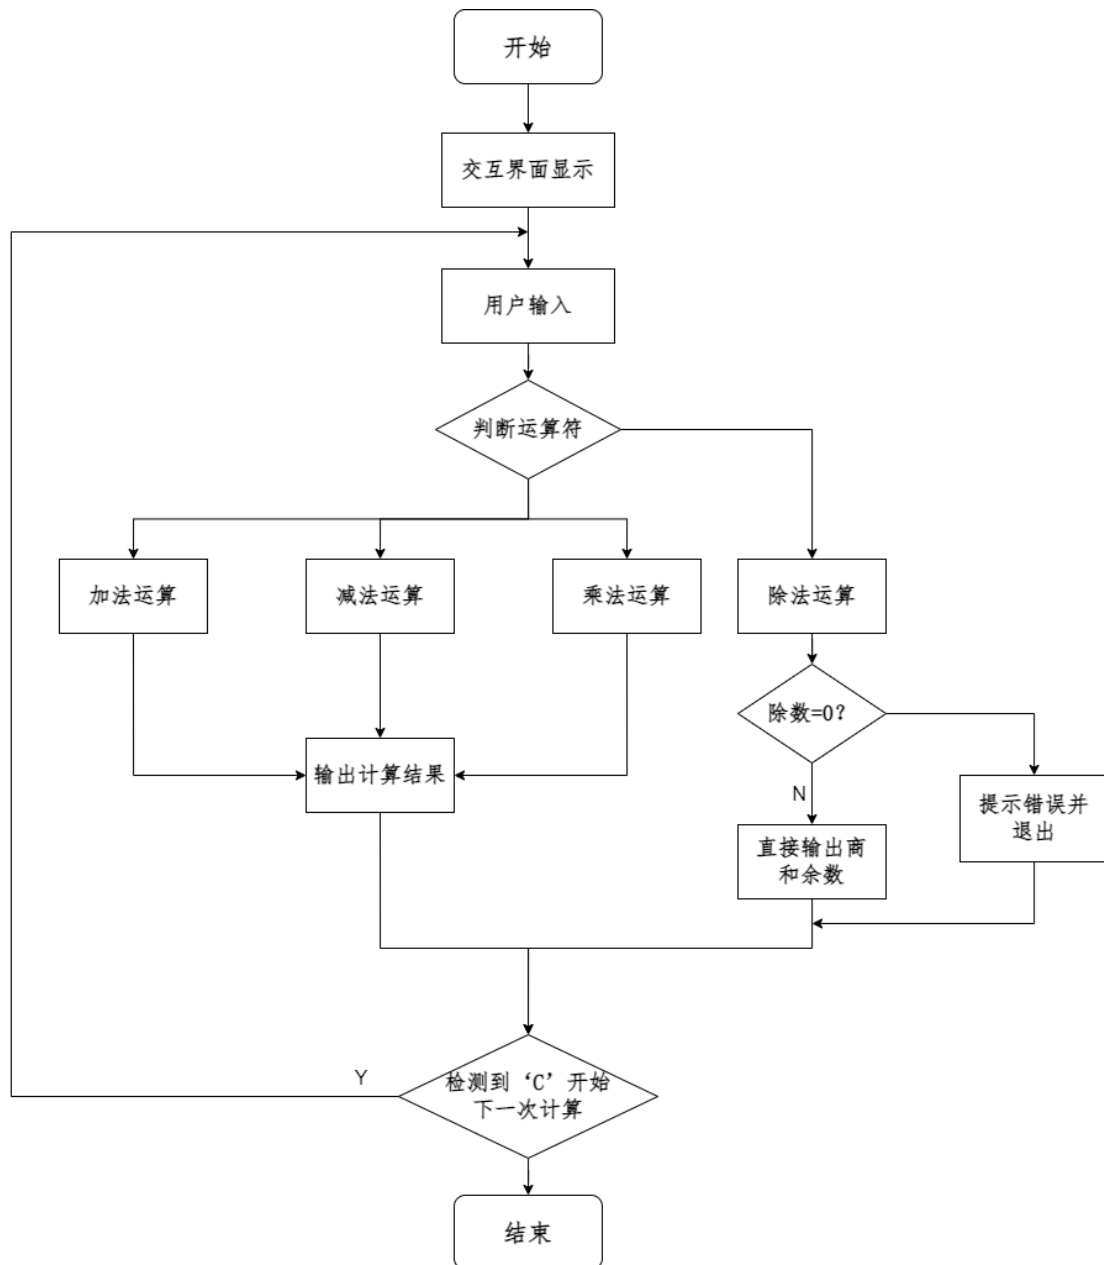 开始
交互界面显示
用户输入
判断运算符
加法运算
减法运算
乘法运算
除法运算
除数=0?
输出计算结果
N
提示错误并
退出
直接输出商
和余数
Y
检测到‘C’开始
下一次计算
结束